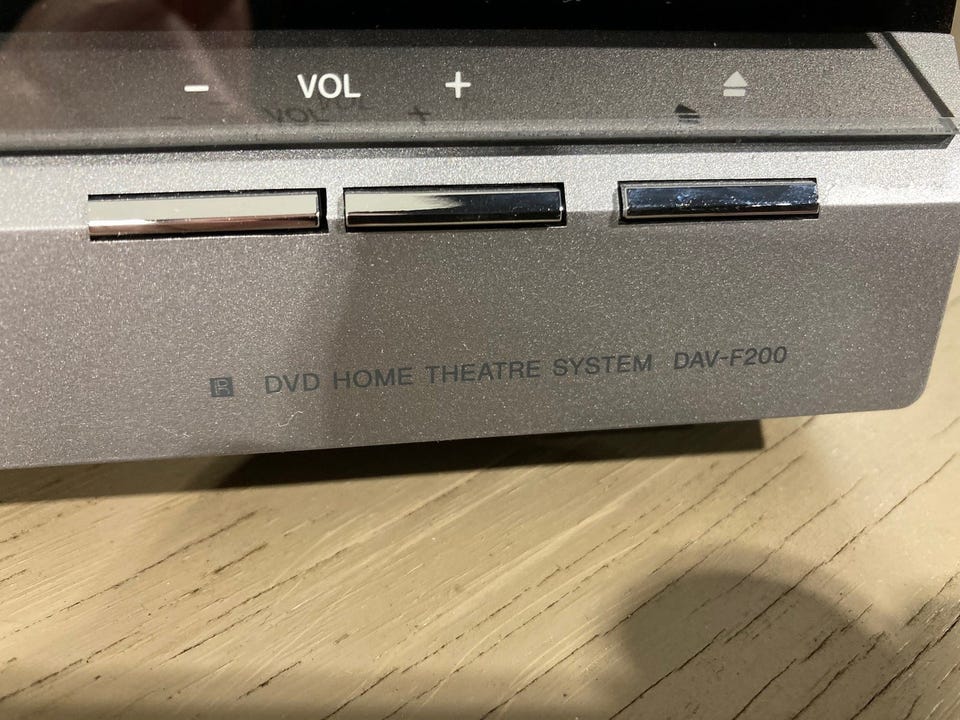 - VOL +
R DVD HOME THEATRE SYSTEM DAV-F200